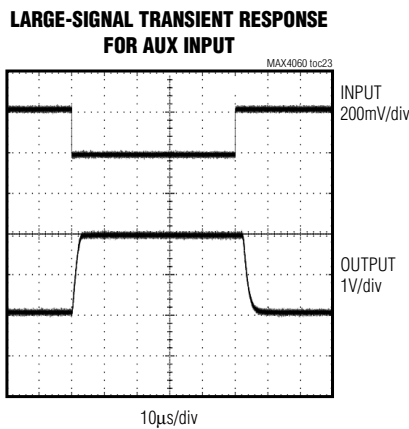 LARGE-SIGNAL TRANSIENT RESPONSE
FOR AUX INPUT
MAX4060 toc23
INPUT
200mV/div
OUTPUT
1V/div
10µs/div